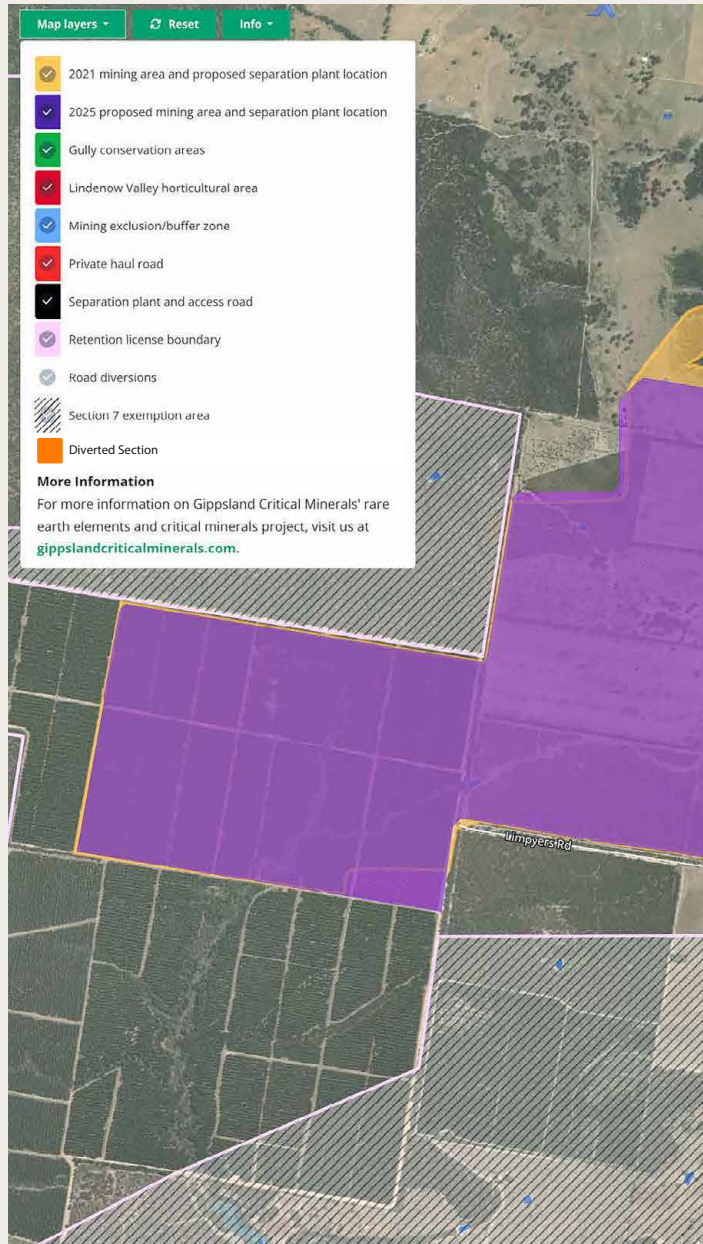 Map layers
Reset
Info
2021 mining area and proposed separation plant location
2025 proposed mining area and separation plant location
Gully conservation areas
Lindenow Valley horticultural area
Mining exclusion/buffer zone
Private haul road
Separation plant and access road
Retention license boundary
Road diversions
Section 7 exemption area
Diverted Section
More Information
For more information on Gippsland Critical Minerals' rare
earth elements and critical minerals project, visit us at
gippslandcriticalminerals.com.
Limpyers Rd